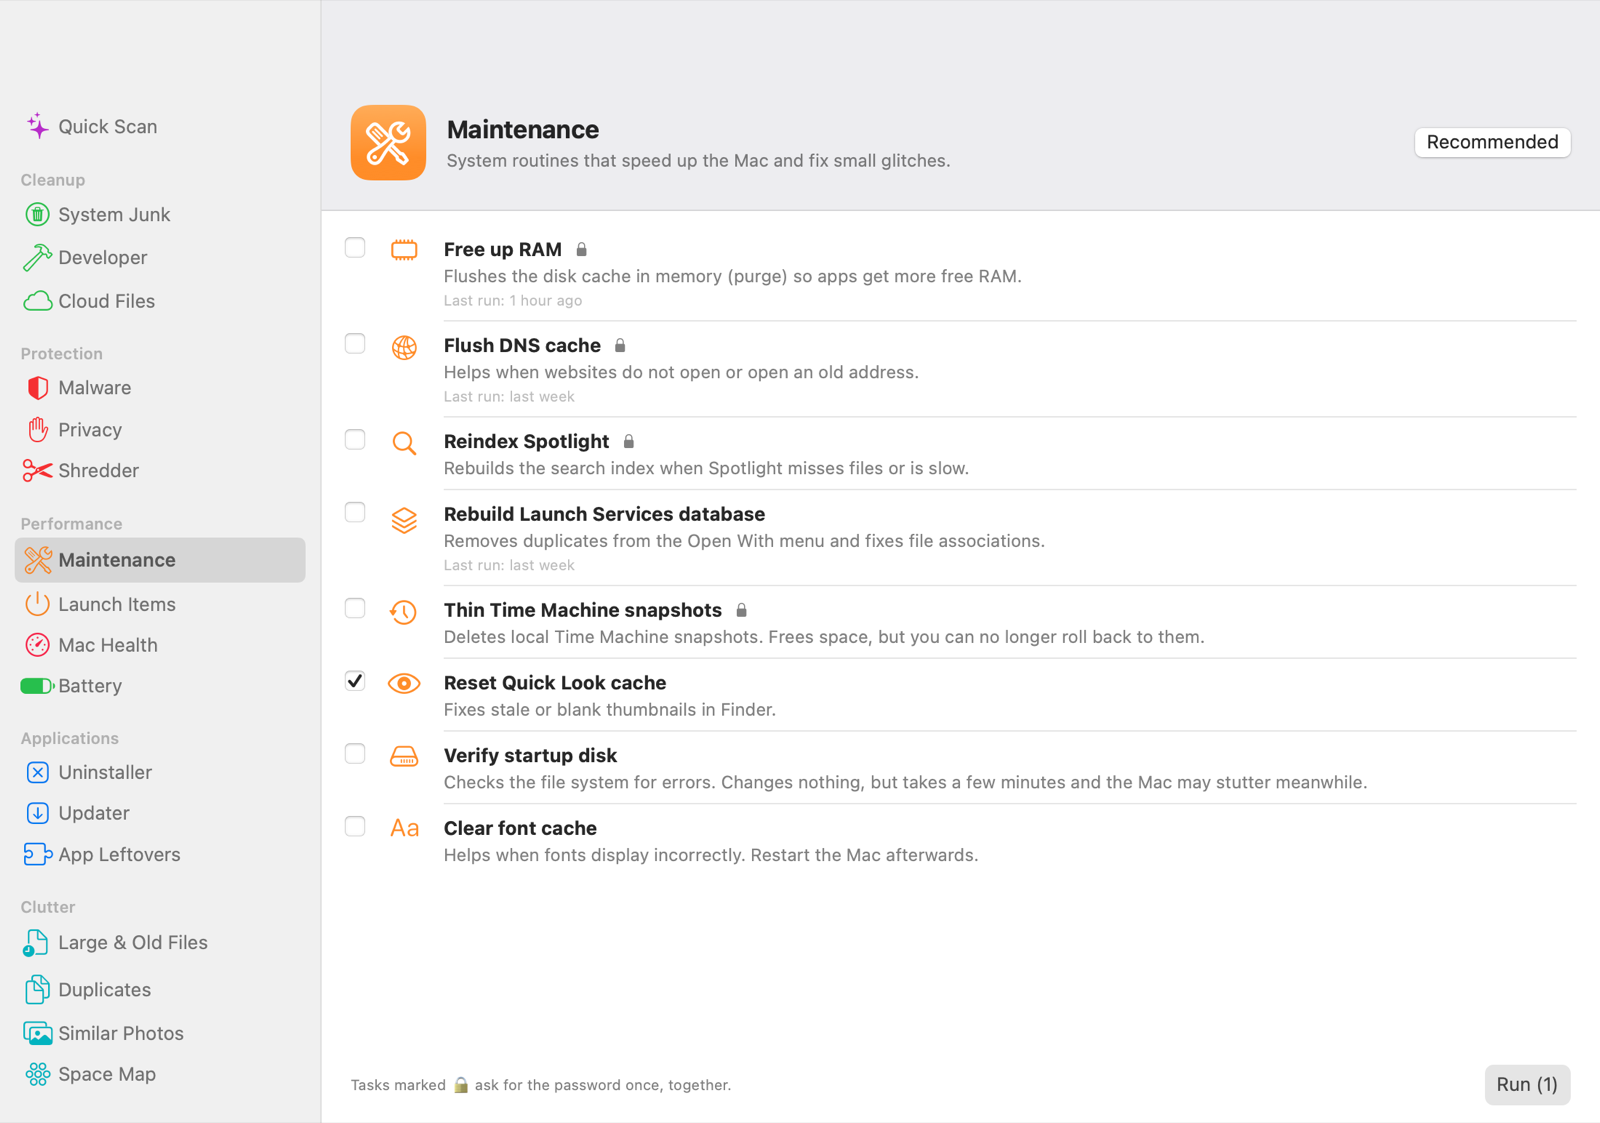 Quick Scan
Cleanup
System Junk
Developer
Cloud Files
Protection
Malware
Privacy
Shredder
Performance
Maintenance
Launch Items
Mac Health
Battery
Applications
Uninstaller
Updater
App Leftovers
Clutter
Large & Old Files
Duplicates
Similar Photos
Space Map
Maintenance
System routines that speed up the Mac and fix small glitches.
Recommended
Free up RAM
Flushes the disk cache in memory (purge) so apps get more free RAM.
Last run: 1 hour ago
Flush DNS cache
Helps when websites do not open or open an old address.
Last run: last week
Reindex Spotlight
Rebuilds the search index when Spotlight misses files or is slow.
Rebuild Launch Services database
Removes duplicates from the Open With menu and fixes file associations.
Last run: last week
Thin Time Machine snapshots
Deletes local Time Machine snapshots. Frees space, but you can no longer roll back to them.
Reset Quick Look cache
Fixes stale or blank thumbnails in Finder.
Verify startup disk
Checks the file system for errors. Changes nothing, but takes a few minutes and the Mac may stutter meanwhile.
Aa
Clear font cache
Helps when fonts display incorrectly. Restart the Mac afterwards.
Tasks marked 🔒 ask for the password once, together.
Run (1)